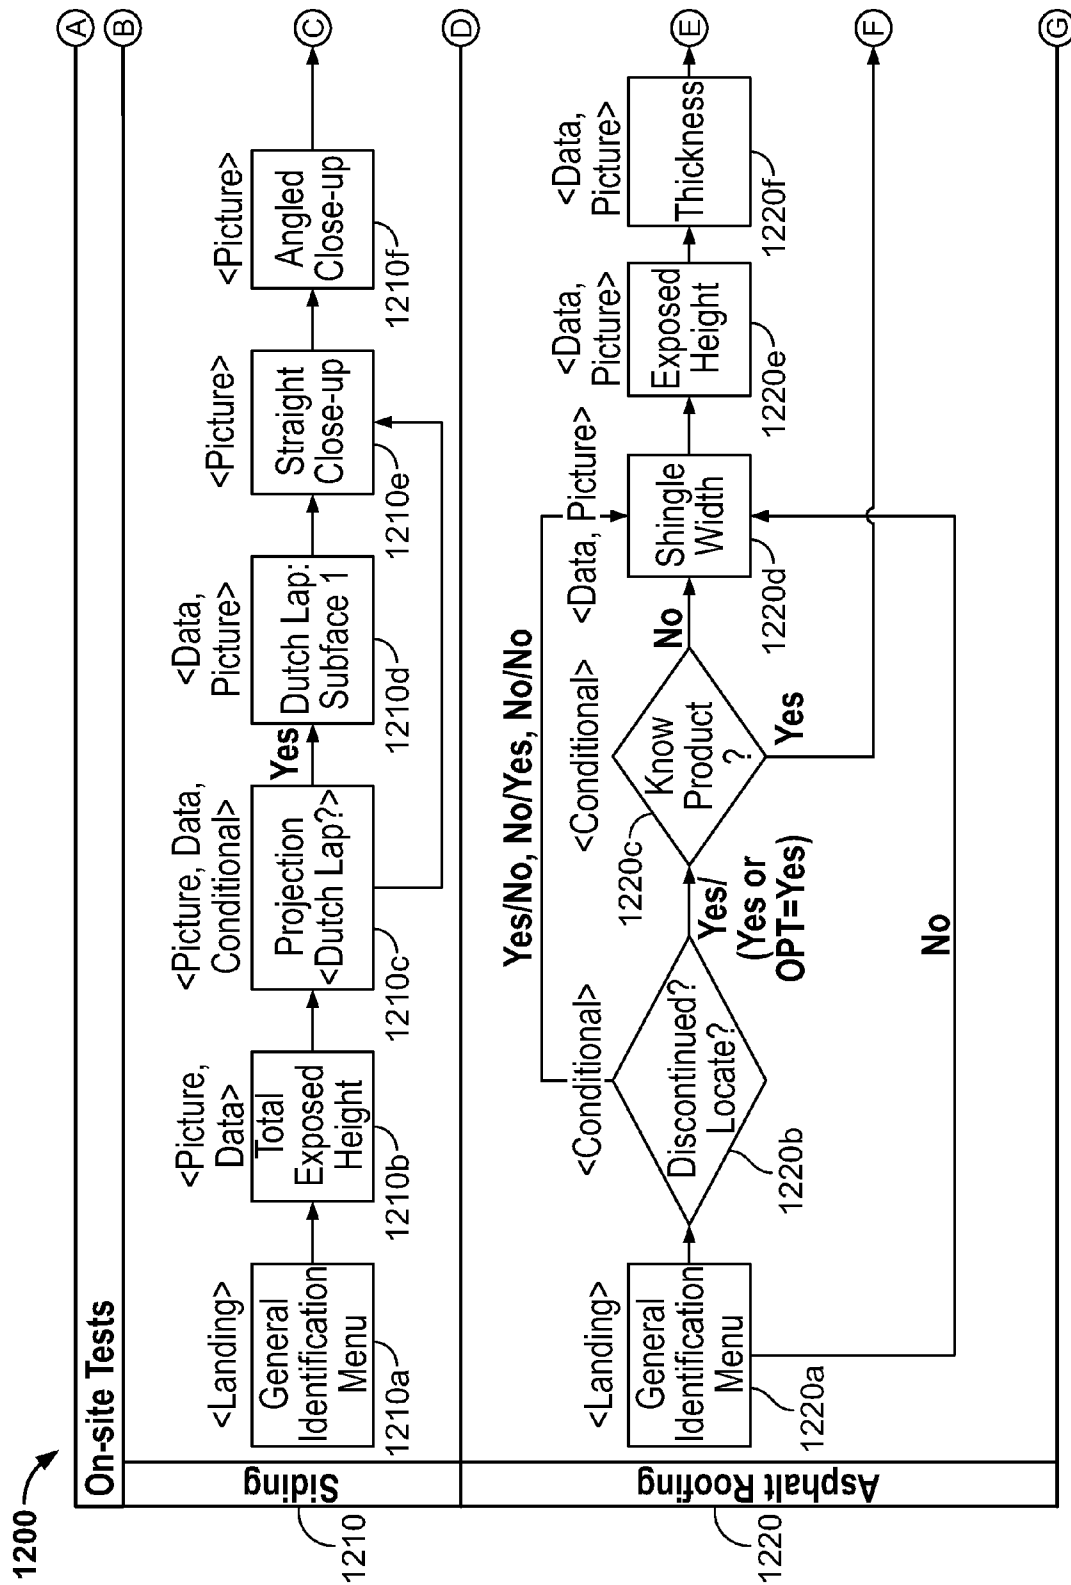 1200
On-site Tests
A
B
1210
Siding
<Landing>
General
Identification
Menu
1210a
<Picture,
Data>
Total
Exposed
Height
1210b
<Picture, Data,
Conditional>
Projection
<Dutch Lap?>
1210c
Yes
<Data,
Picture>
Dutch Lap:
Subface 1
1210d
<Picture>
Straight
Close-up
1210e
<Picture>
Angled
Close-up
1210f
C
D
1220
Asphalt Roofing
<Landing>
General
Identification
Menu
1220a
<Conditional>
Discontinued?
Locate?
1220b
Yes/No, No/Yes, No/No
Yes/
(Yes or
OPT=Yes)
<Conditional>
Know
Product
?
1220c
No
Yes
No
<Data, Picture>
Shingle
Width
1220d
<Data,
Picture>
Exposed
Height
1220e
<Data,
Picture>
Thickness
1220f
E
F
G